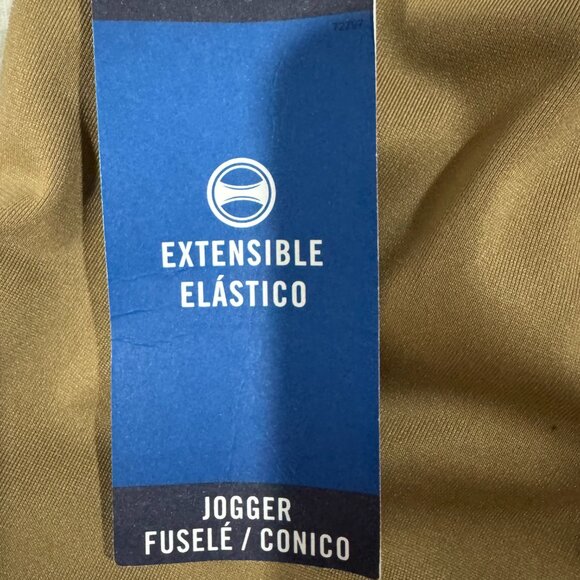 EXTENSIBLE
ELÁSTICO
JOGGER
FUSELÉ / CONICO